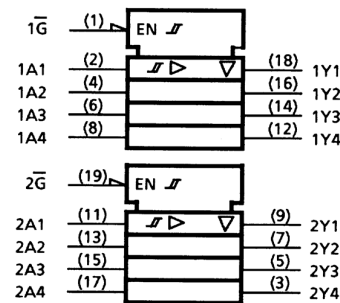 1G̅ (1) EN
1A1 (2) (18) 1Y1
1A2 (4) (16) 1Y2
1A3 (6) (14) 1Y3
1A4 (8) (12) 1Y4
2G̅ (19) EN
2A1 (11) (9) 2Y1
2A2 (13) (7) 2Y2
2A3 (15) (5) 2Y3
2A4 (17) (3) 2Y4